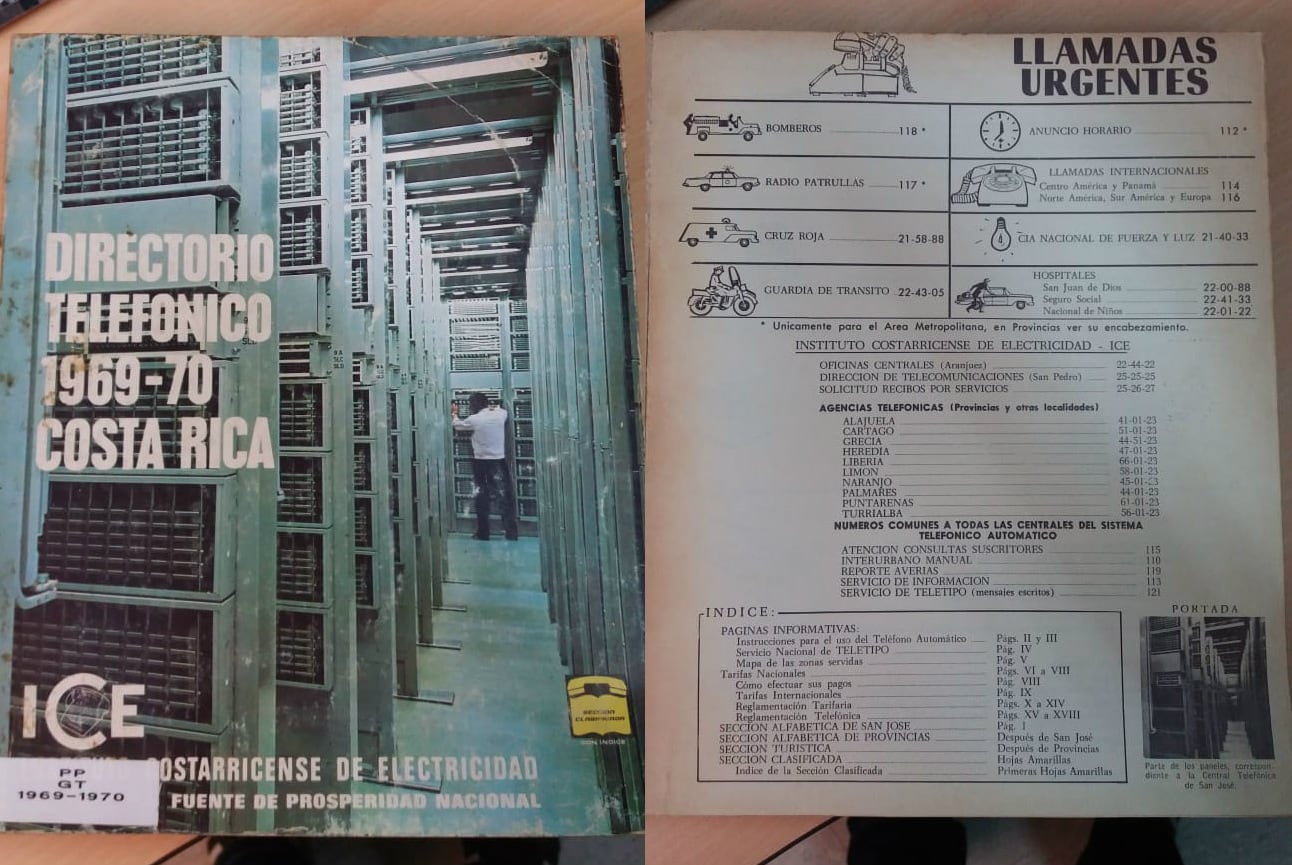 DIRECTORIO
TELEFONICO
1969-70
COSTA RICA
ICE
SECCION
CLASIFICADA
CON INDICE
COSTARRICENSE DE ELECTRICIDAD
FUENTE DE PROSPERIDAD NACIONAL
PP
GT
1969-1970
LLAMADAS
URGENTES
BOMBEROS 118 *
ANUNCIO HORARIO 112 *
RADIO PATRULLAS 117 *
LLAMADAS INTERNACIONALES
Centro América y Panamá 114
Norte América, Sur América y Europa 116
CRUZ ROJA 21-58-88
CIA NACIONAL DE FUERZA Y LUZ 21-40-33
GUARDIA DE TRANSITO 22-43-05
HOSPITALES
San Juan de Dios 22-00-88
Seguro Social 22-41-33
Nacional de Niños 22-01-22
* Unicamente para el Area Metropolitana, en Provincias ver su encabezamiento.
INSTITUTO COSTARRICENSE DE ELECTRICIDAD - ICE
OFICINAS CENTRALES (Aranjuez) 22-44-22
DIRECCION DE TELECOMUNICACIONES (San Pedro) 25-25-25
SOLICITUD RECIBOS POR SERVICIOS 25-26-27
AGENCIAS TELEFONICAS (Provincias y otras localidades)
ALAJUELA 41-01-23
CARTAGO 51-01-23
GRECIA 44-51-23
HEREDIA 47-01-23
LIBERIA 66-01-23
LIMON 58-01-23
NARANJO 45-01-23
PALMARES 44-01-23
PUNTARENAS 61-01-23
TURRIALBA 56-01-23
NUMEROS COMUNES A TODAS LAS CENTRALES DEL SISTEMA
TELEFONICO AUTOMATICO
ATENCION CONSULTAS SUSCRITORES 115
INTERURBANO MANUAL 110
REPORTE AVERIAS 119
SERVICIO DE INFORMACION 113
SERVICIO DE TELETIPO (mensajes escritos) 121
INDICE:
PAGINAS INFORMATIVAS:
Instrucciones para el uso del Teléfono Automático Págs. II y III
Servicio Nacional de TELETIPO Pág. IV
Mapa de las zonas servidas Pág. V
Tarifas Nacionales Págs. VI a VIII
Cómo efectuar sus pagos Pág. VIII
Tarifas Internacionales Pág. IX
Reglamentación Tarifaria Págs. X a XIV
Reglamentación Telefónica Págs. XV a XVIII
SECCION ALFABETICA DE SAN JOSE Pág. 1
SECCION ALFABETICA DE PROVINCIAS Después de San José
SECCION TURISTICA Después de Provincias
SECCION CLASIFICADA Hojas Amarillas
Indice de la Sección Clasificada Primeras Hojas Amarillas
PORTADA
Parte de los paneles, correspon-
diente a la Central Telefónica
de San José.